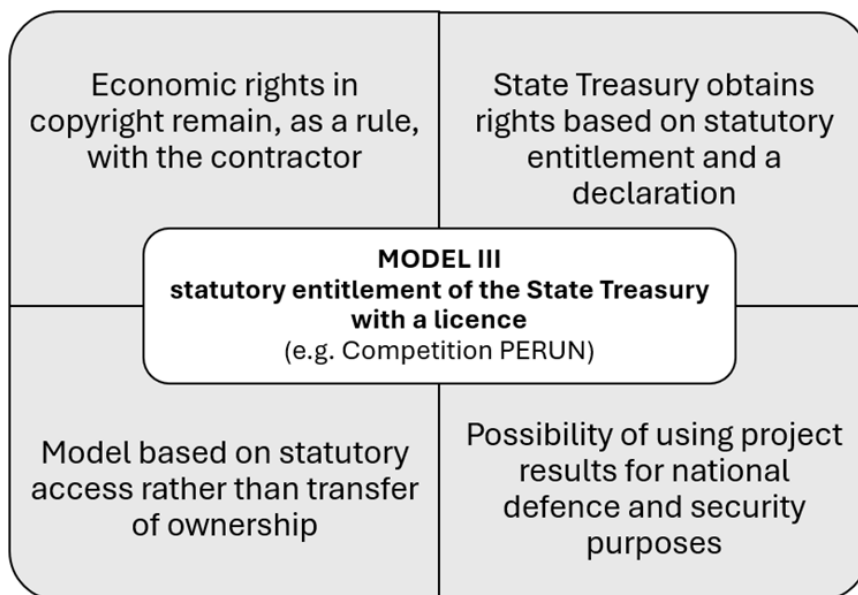 Economic rights in
copyright remain, as a rule,
with the contractor
State Treasury obtains
rights based on statutory
entitlement and a
declaration
MODEL III
statutory entitlement of the State Treasury
with a licence
(e.g. Competition PERUN)
Model based on statutory
access rather than transfer
of ownership
Possibility of using project
results for national
defence and security
purposes